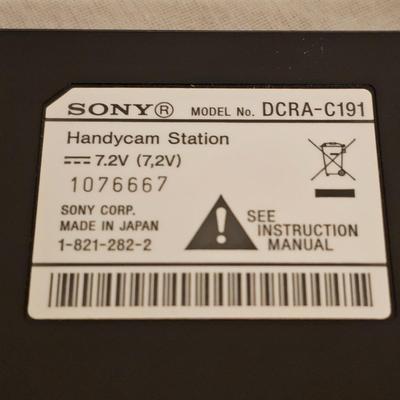 SONY® MODEL No. DCRA-C191
Handycam Station
⎓ 7.2V (7,2V)
1076667
SONY CORP.
MADE IN JAPAN
1-821-282-2
SEE
INSTRUCTION
MANUAL